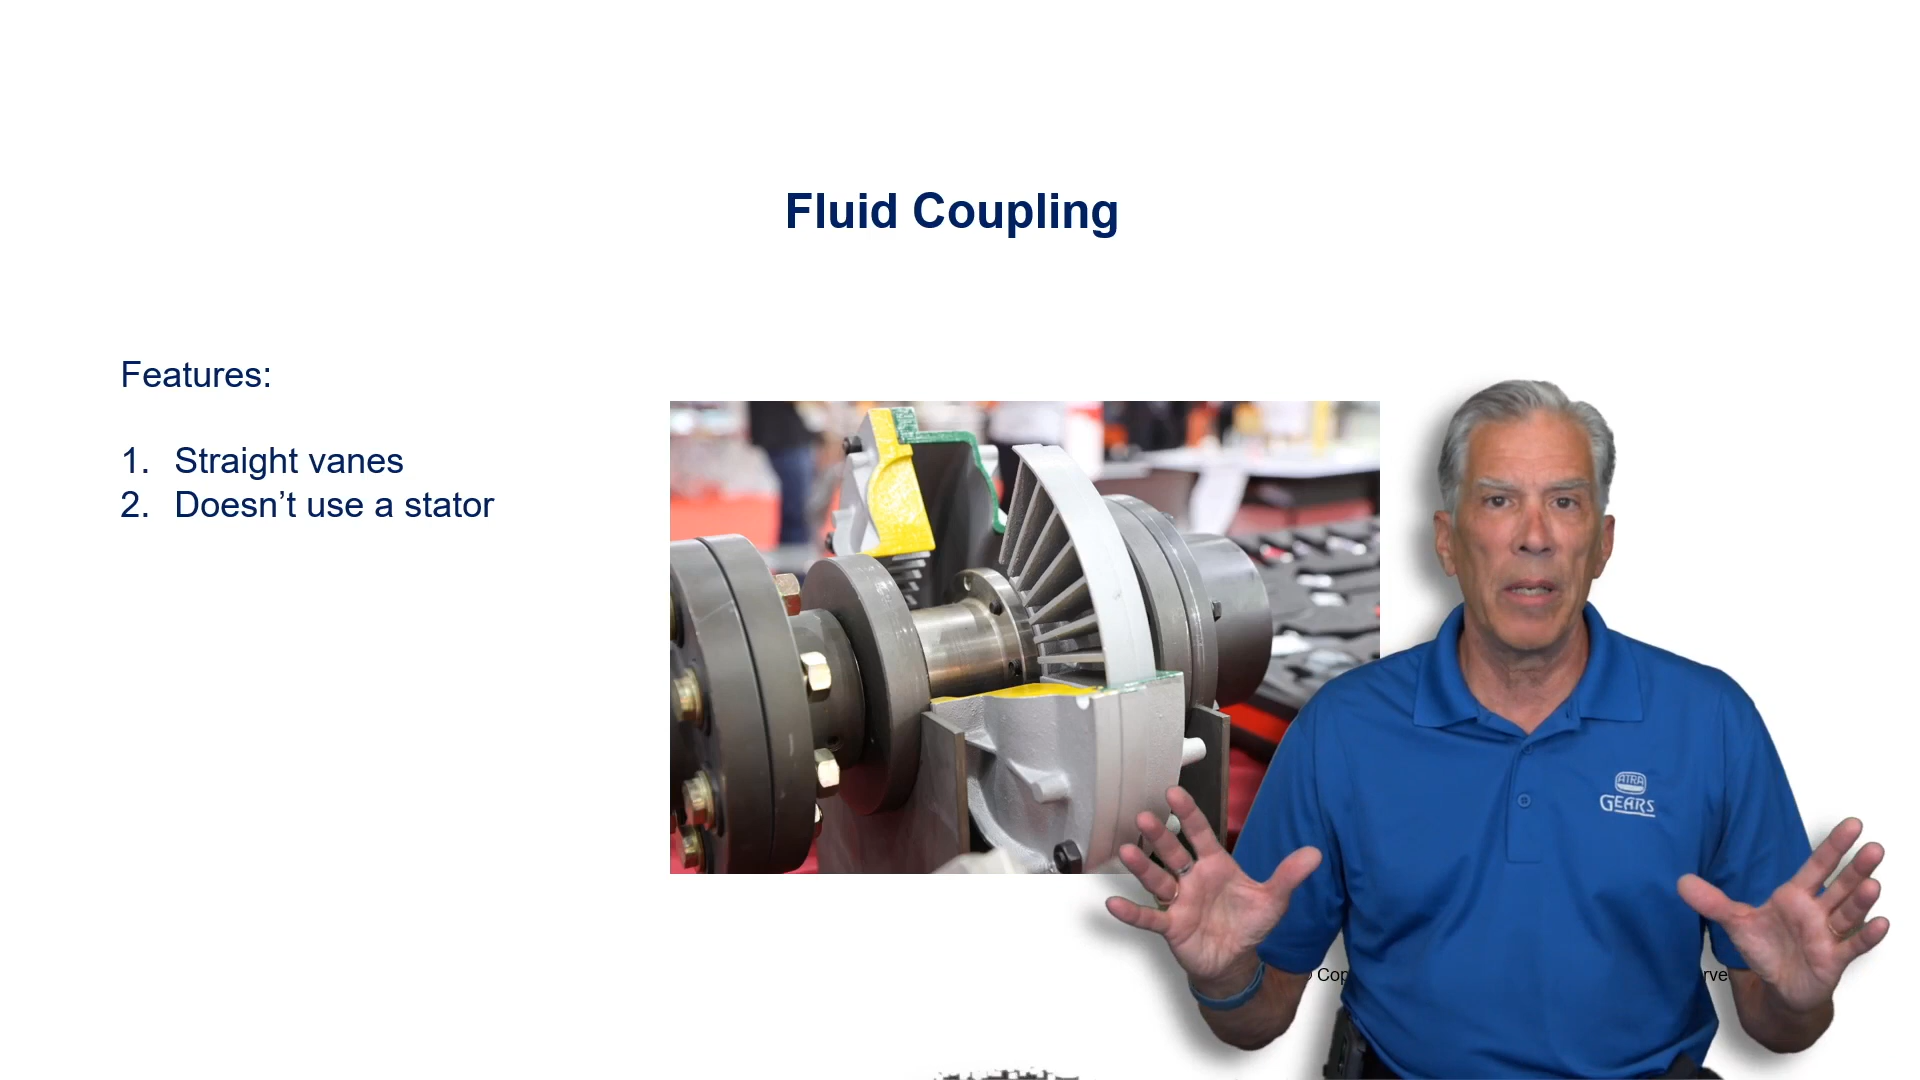 Fluid Coupling
Features:
1. Straight vanes
2. Doesn’t use a stator
ATRA
GEARS